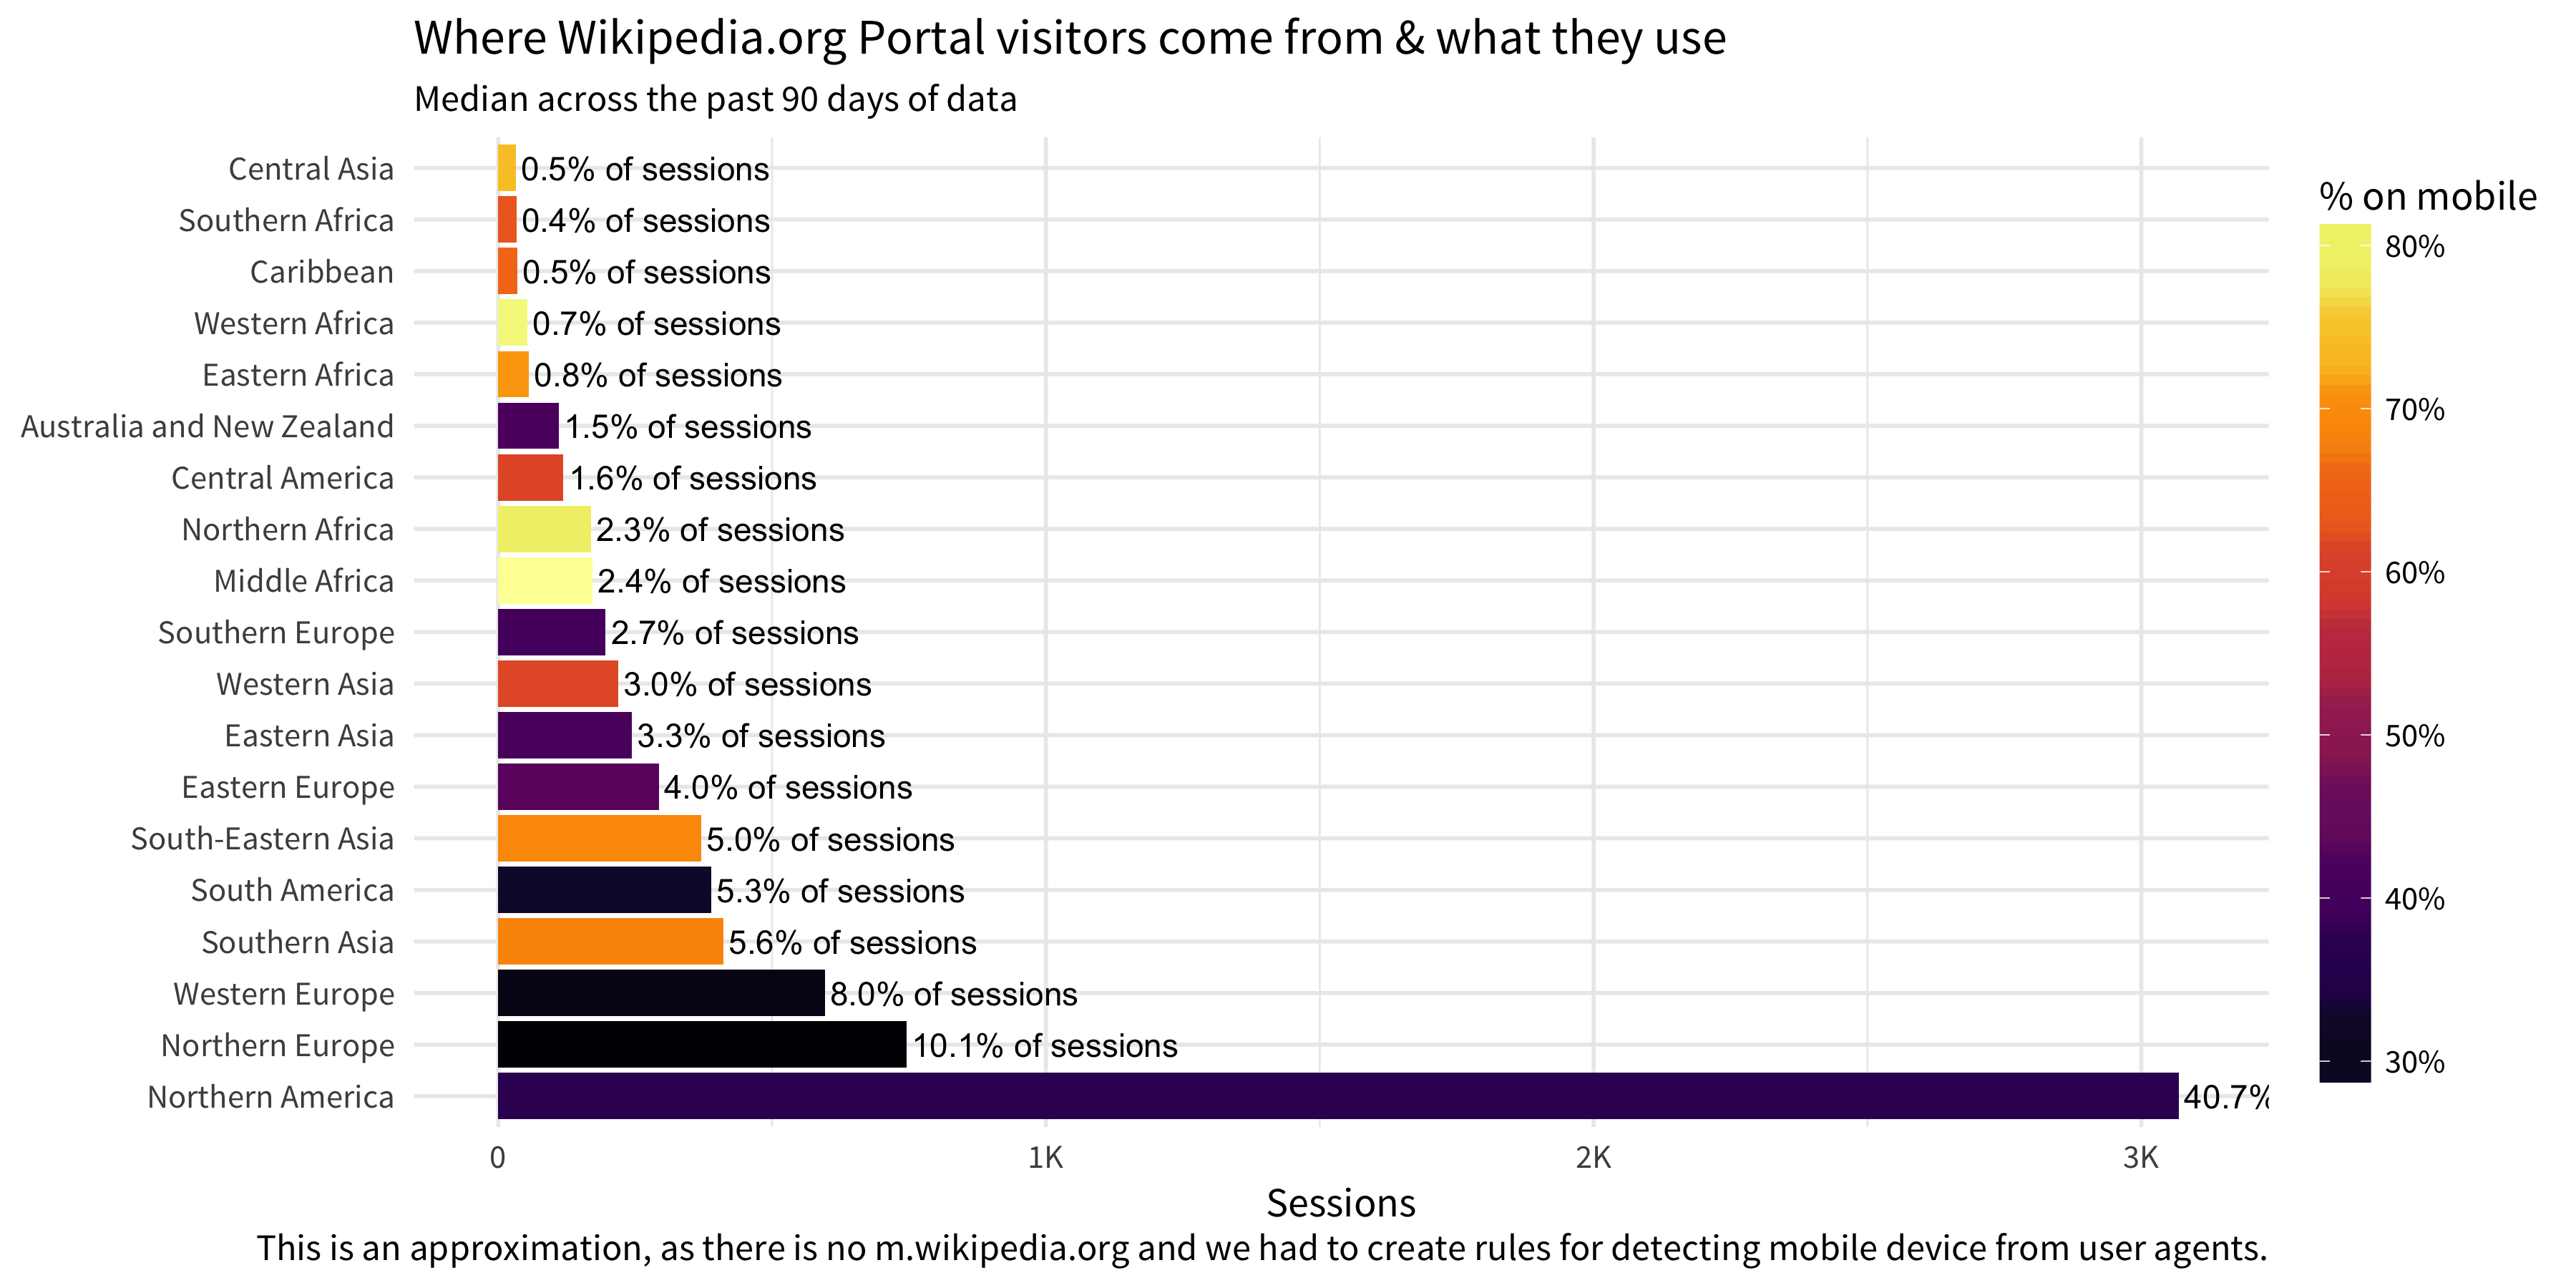 Where Wikipedia.org Portal visitors come from & what they use
Median across the past 90 days of data
Central Asia 0.5% of sessions
Southern Africa 0.4% of sessions
Caribbean 0.5% of sessions
Western Africa 0.7% of sessions
Eastern Africa 0.8% of sessions
Australia and New Zealand 1.5% of sessions
Central America 1.6% of sessions
Northern Africa 2.3% of sessions
Middle Africa 2.4% of sessions
Southern Europe 2.7% of sessions
Western Asia 3.0% of sessions
Eastern Asia 3.3% of sessions
Eastern Europe 4.0% of sessions
South-Eastern Asia 5.0% of sessions
South America 5.3% of sessions
Southern Asia 5.6% of sessions
Western Europe 8.0% of sessions
Northern Europe 10.1% of sessions
Northern America 40.7%
0 1K 2K 3K
Sessions
This is an approximation, as there is no m.wikipedia.org and we had to create rules for detecting mobile device from user agents.
% on mobile
80%
70%
60%
50%
40%
30%